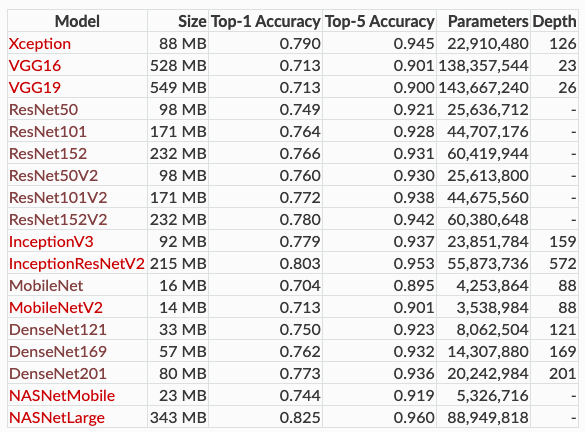 Model Size Top-1 Accuracy Top-5 Accuracy Parameters Depth
Xception 88 MB 0.790 0.945 22,910,480 126
VGG16 528 MB 0.713 0.901 138,357,544 23
VGG19 549 MB 0.713 0.900 143,667,240 26
ResNet50 98 MB 0.749 0.921 25,636,712 -
ResNet101 171 MB 0.764 0.928 44,707,176 -
ResNet152 232 MB 0.766 0.931 60,419,944 -
ResNet50V2 98 MB 0.760 0.930 25,613,800 -
ResNet101V2 171 MB 0.772 0.938 44,675,560 -
ResNet152V2 232 MB 0.780 0.942 60,380,648 -
InceptionV3 92 MB 0.779 0.937 23,851,784 159
InceptionResNetV2 215 MB 0.803 0.953 55,873,736 572
MobileNet 16 MB 0.704 0.895 4,253,864 88
MobileNetV2 14 MB 0.713 0.901 3,538,984 88
DenseNet121 33 MB 0.750 0.923 8,062,504 121
DenseNet169 57 MB 0.762 0.932 14,307,880 169
DenseNet201 80 MB 0.773 0.936 20,242,984 201
NASNetMobile 23 MB 0.744 0.919 5,326,716 -
NASNetLarge 343 MB 0.825 0.960 88,949,818 -